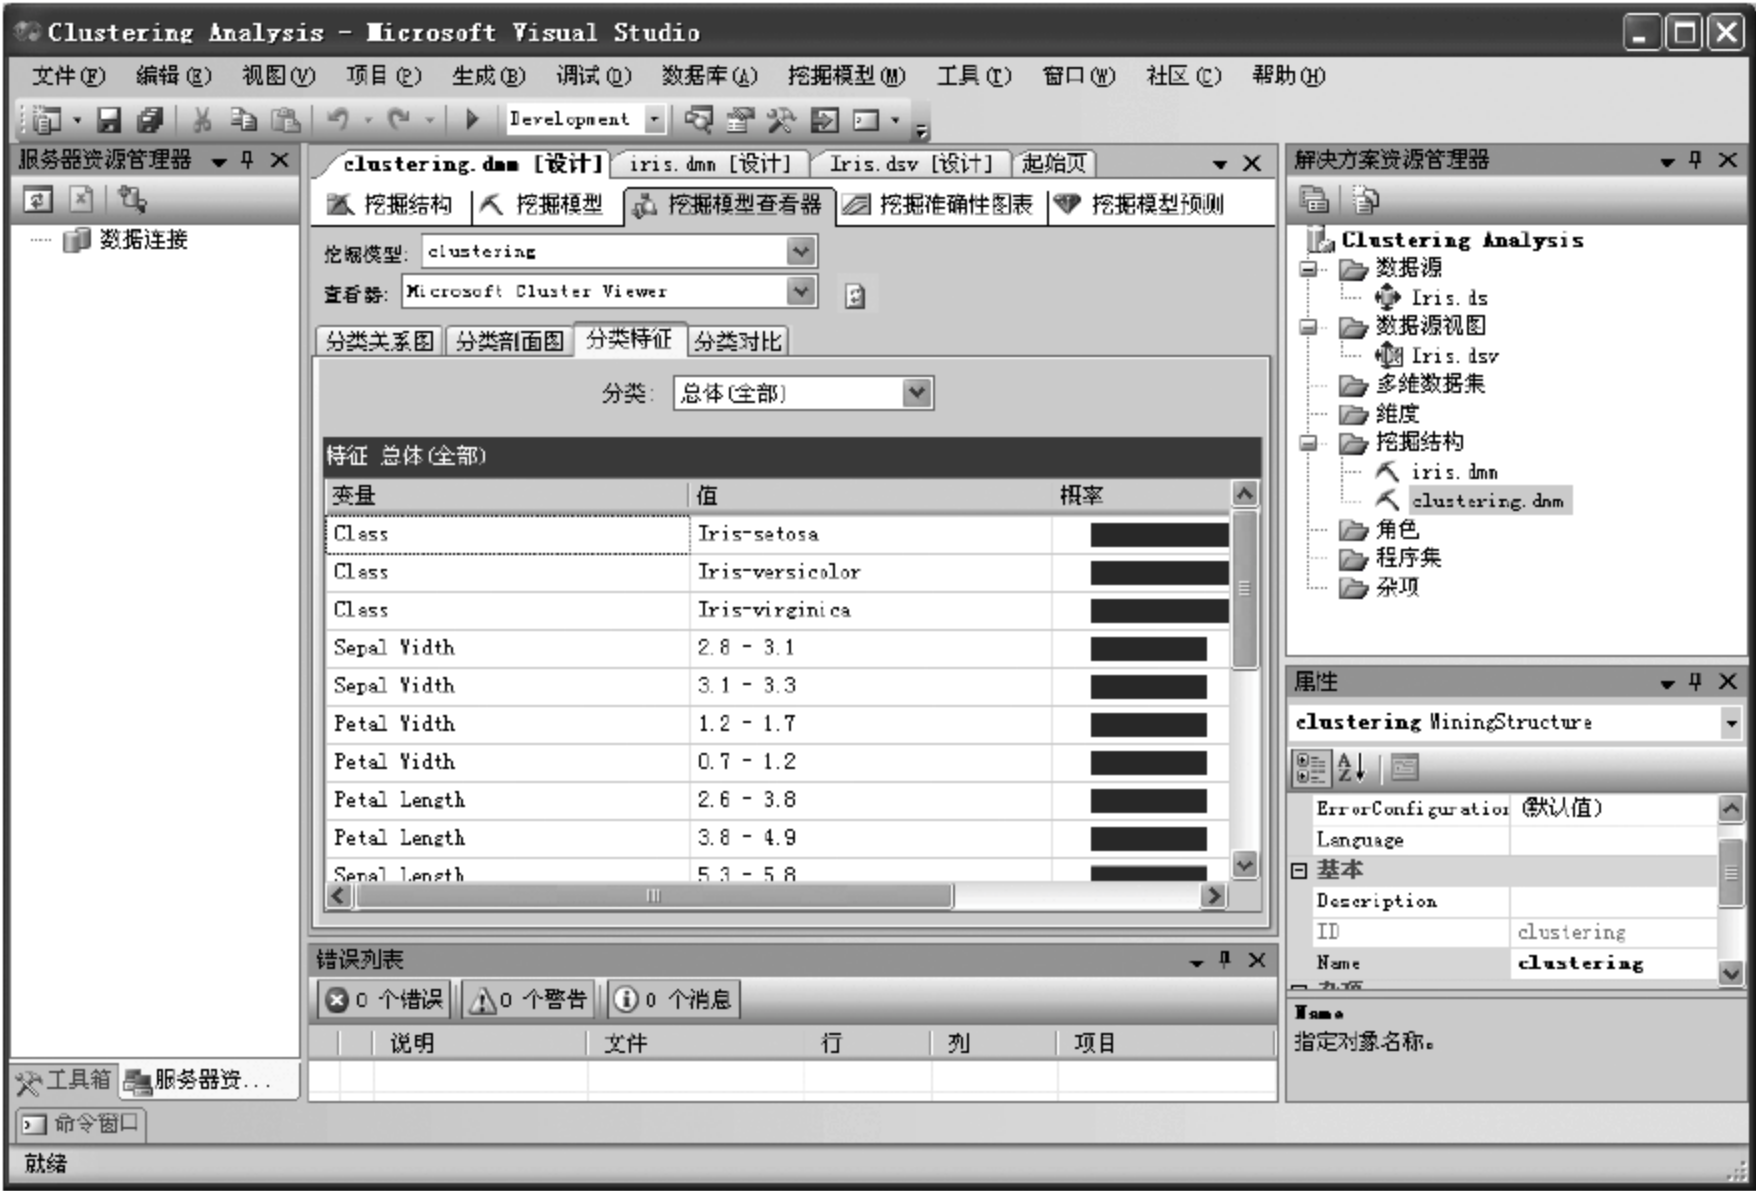 Clustering Analysis - Microsoft Visual Studio
文件(F) 编辑(E) 视图(V) 项目(P) 生成(B) 调试(D) 数据库(A) 挖掘模型(M) 工具(T) 窗口(W) 社区(C) 帮助(H)
Development
服务器资源管理器
数据连接
clustering.dmm [设计] iris.dmm [设计] Iris.dsv [设计] 起始页
挖掘结构 挖掘模型 挖掘模型查看器 挖掘准确性图表 挖掘模型预测
挖掘模型: clustering
查看器: Microsoft Cluster Viewer
分类关系图 分类剖面图 分类特征 分类对比
分类: 总体(全部)
特征 总体(全部)
变量 值 概率
Class Iris-setosa
Class Iris-versicolor
Class Iris-virginica
Sepal Width 2.8 - 3.1
Sepal Width 3.1 - 3.3
Petal Width 1.2 - 1.7
Petal Width 0.7 - 1.2
Petal Length 2.6 - 3.8
Petal Length 3.8 - 4.9
Sepal Length 5.3 - 5.8
错误列表
0 个错误 0 个警告 0 个消息
说明 文件 行 列 项目
工具箱 服务器资...
命令窗口
就绪
解决方案资源管理器
Clustering Analysis
数据源
Iris.ds
数据源视图
Iris.dsv
多维数据集
维度
挖掘结构
iris.dmm
clustering.dmm
角色
程序集
杂项
属性
clustering MiningStructure
ErrorConfiguration (默认值)
Language
基本
Description
ID clustering
Name clustering
杂项
Name
指定对象名称。